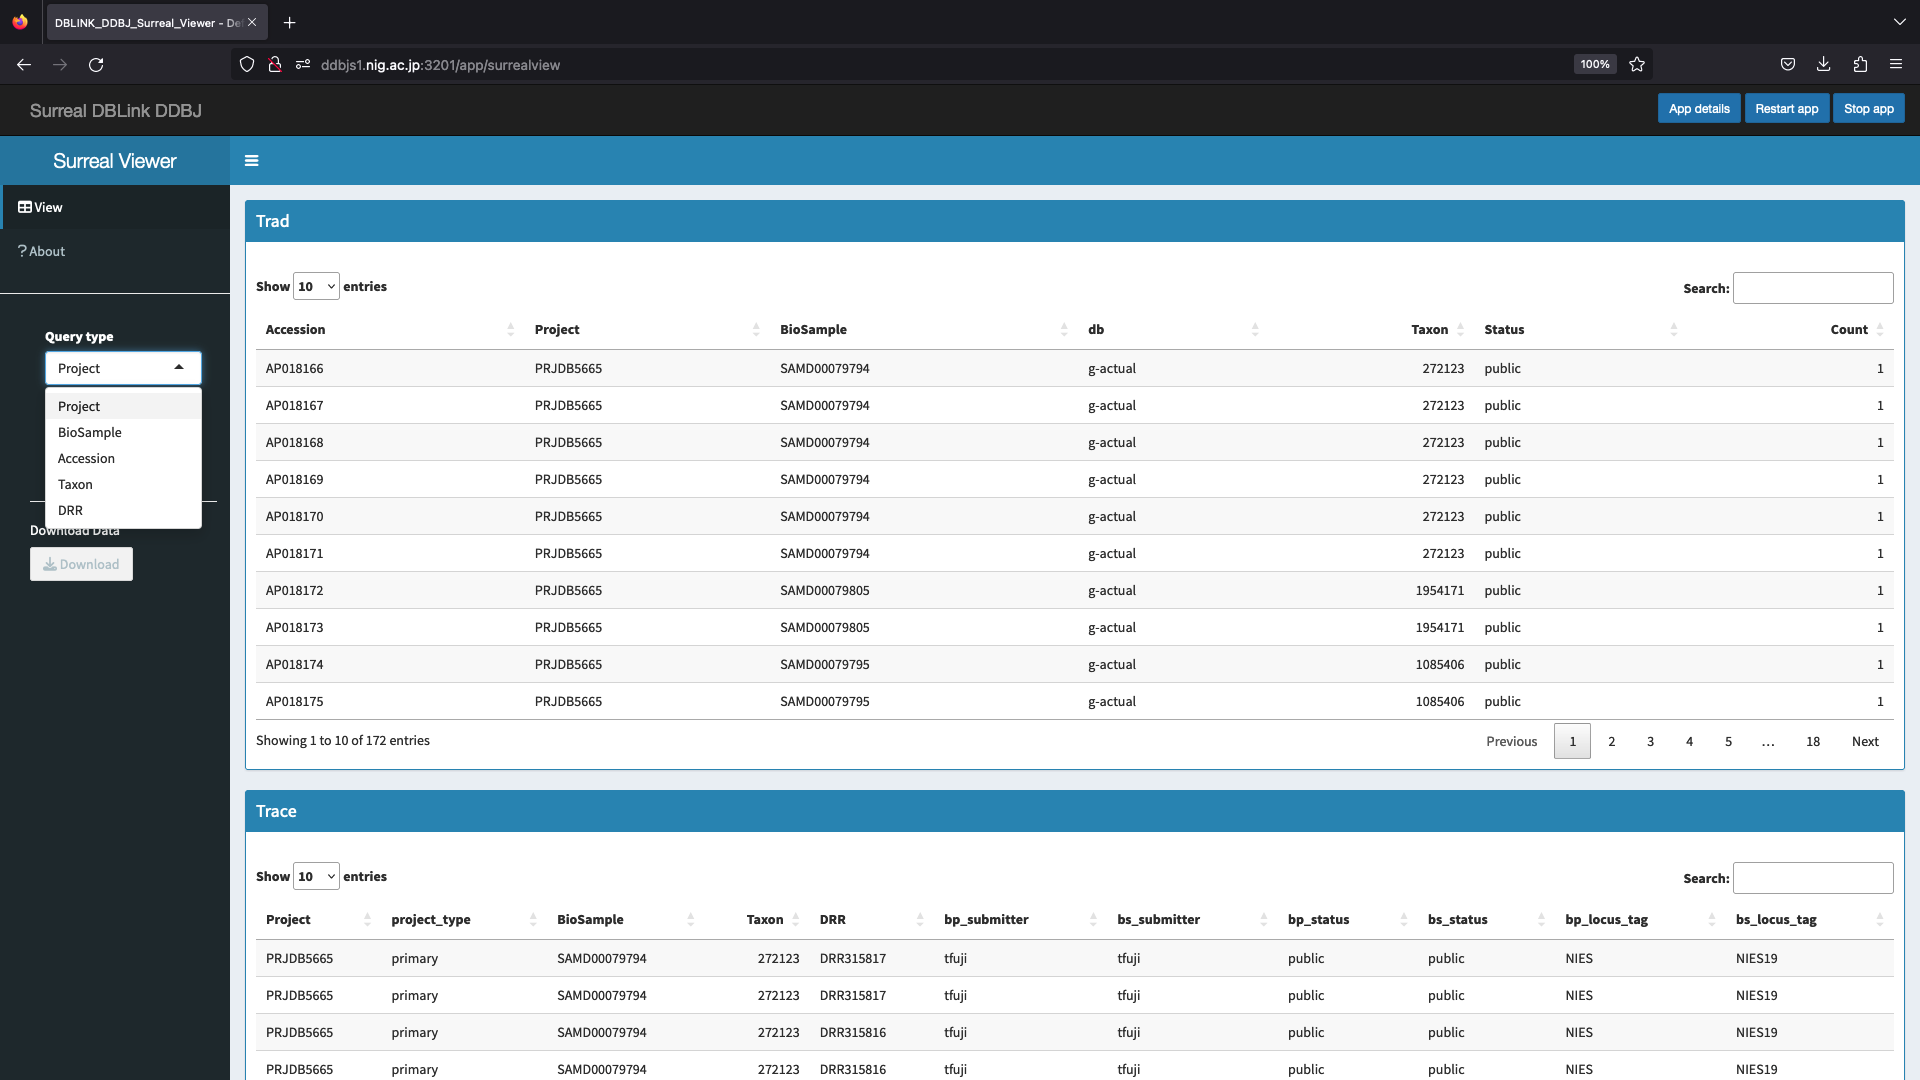 DBLINK_DDBJ_Surreal_Viewer - De
ddbjs1.nig.ac.jp:3201/app/surrealview
100%
Surreal DBLink DDBJ
App details
Restart app
Stop app
Surreal Viewer
View
? About
Query type
Project
Project
BioSample
Accession
Taxon
DRR
Download Data
Download
Trad
Show 10 entries
Search:
Accession Project BioSample db Taxon Status Count
AP018166 PRJDB5665 SAMD00079794 g-actual 272123 public 1
AP018167 PRJDB5665 SAMD00079794 g-actual 272123 public 1
AP018168 PRJDB5665 SAMD00079794 g-actual 272123 public 1
AP018169 PRJDB5665 SAMD00079794 g-actual 272123 public 1
AP018170 PRJDB5665 SAMD00079794 g-actual 272123 public 1
AP018171 PRJDB5665 SAMD00079794 g-actual 272123 public 1
AP018172 PRJDB5665 SAMD00079805 g-actual 1954171 public 1
AP018173 PRJDB5665 SAMD00079805 g-actual 1954171 public 1
AP018174 PRJDB5665 SAMD00079795 g-actual 1085406 public 1
AP018175 PRJDB5665 SAMD00079795 g-actual 1085406 public 1
Showing 1 to 10 of 172 entries
Previous 1 2 3 4 5 … 18 Next
Trace
Show 10 entries
Search:
Project project_type BioSample Taxon DRR bp_submitter bs_submitter bp_status bs_status bp_locus_tag bs_locus_tag
PRJDB5665 primary SAMD00079794 272123 DRR315817 tfuji tfuji public public NIES NIES19
PRJDB5665 primary SAMD00079794 272123 DRR315817 tfuji tfuji public public NIES NIES19
PRJDB5665 primary SAMD00079794 272123 DRR315816 tfuji tfuji public public NIES NIES19
PRJDB5665 primary SAMD00079794 272123 DRR315816 tfuji tfuji public public NIES NIES19